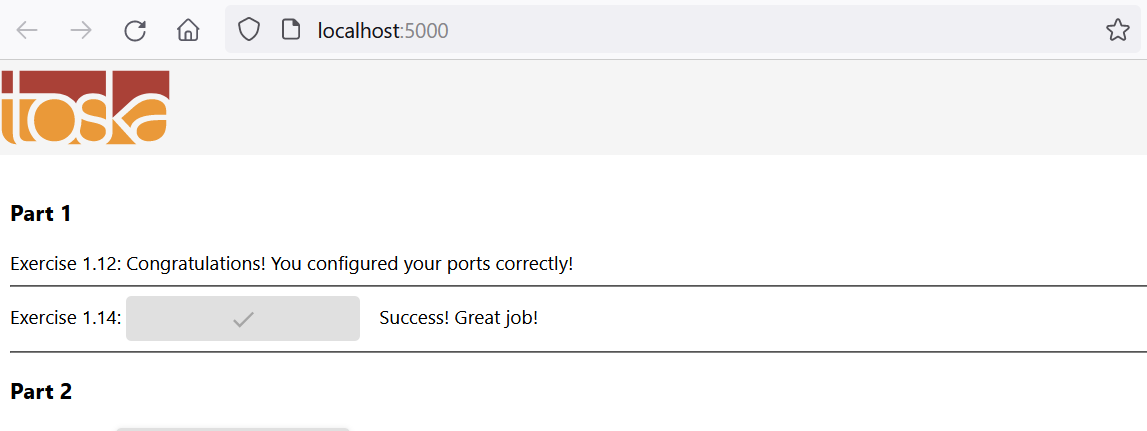 localhost:5000
toska
Part 1
Exercise 1.12: Congratulations! You configured your ports correctly!
Exercise 1.14: Success! Great job!
Part 2